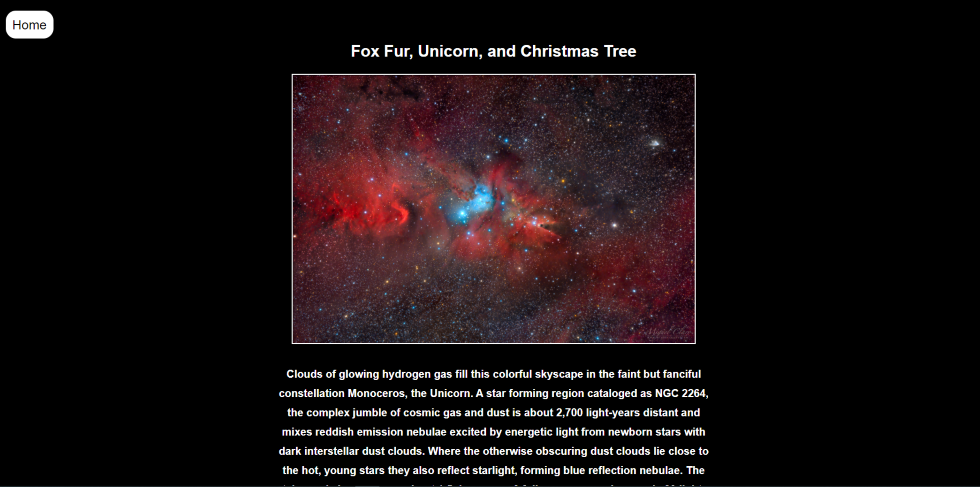 Home
Fox Fur, Unicorn, and Christmas Tree
Clouds of glowing hydrogen gas fill this colorful skyscape in the faint but fanciful
constellation Monoceros, the Unicorn. A star forming region cataloged as NGC 2264,
the complex jumble of cosmic gas and dust is about 2,700 light-years distant and
mixes reddish emission nebulae excited by energetic light from newborn stars with
dark interstellar dust clouds. Where the otherwise obscuring dust clouds lie close to
the hot, young stars they also reflect starlight, forming blue reflection nebulae. The